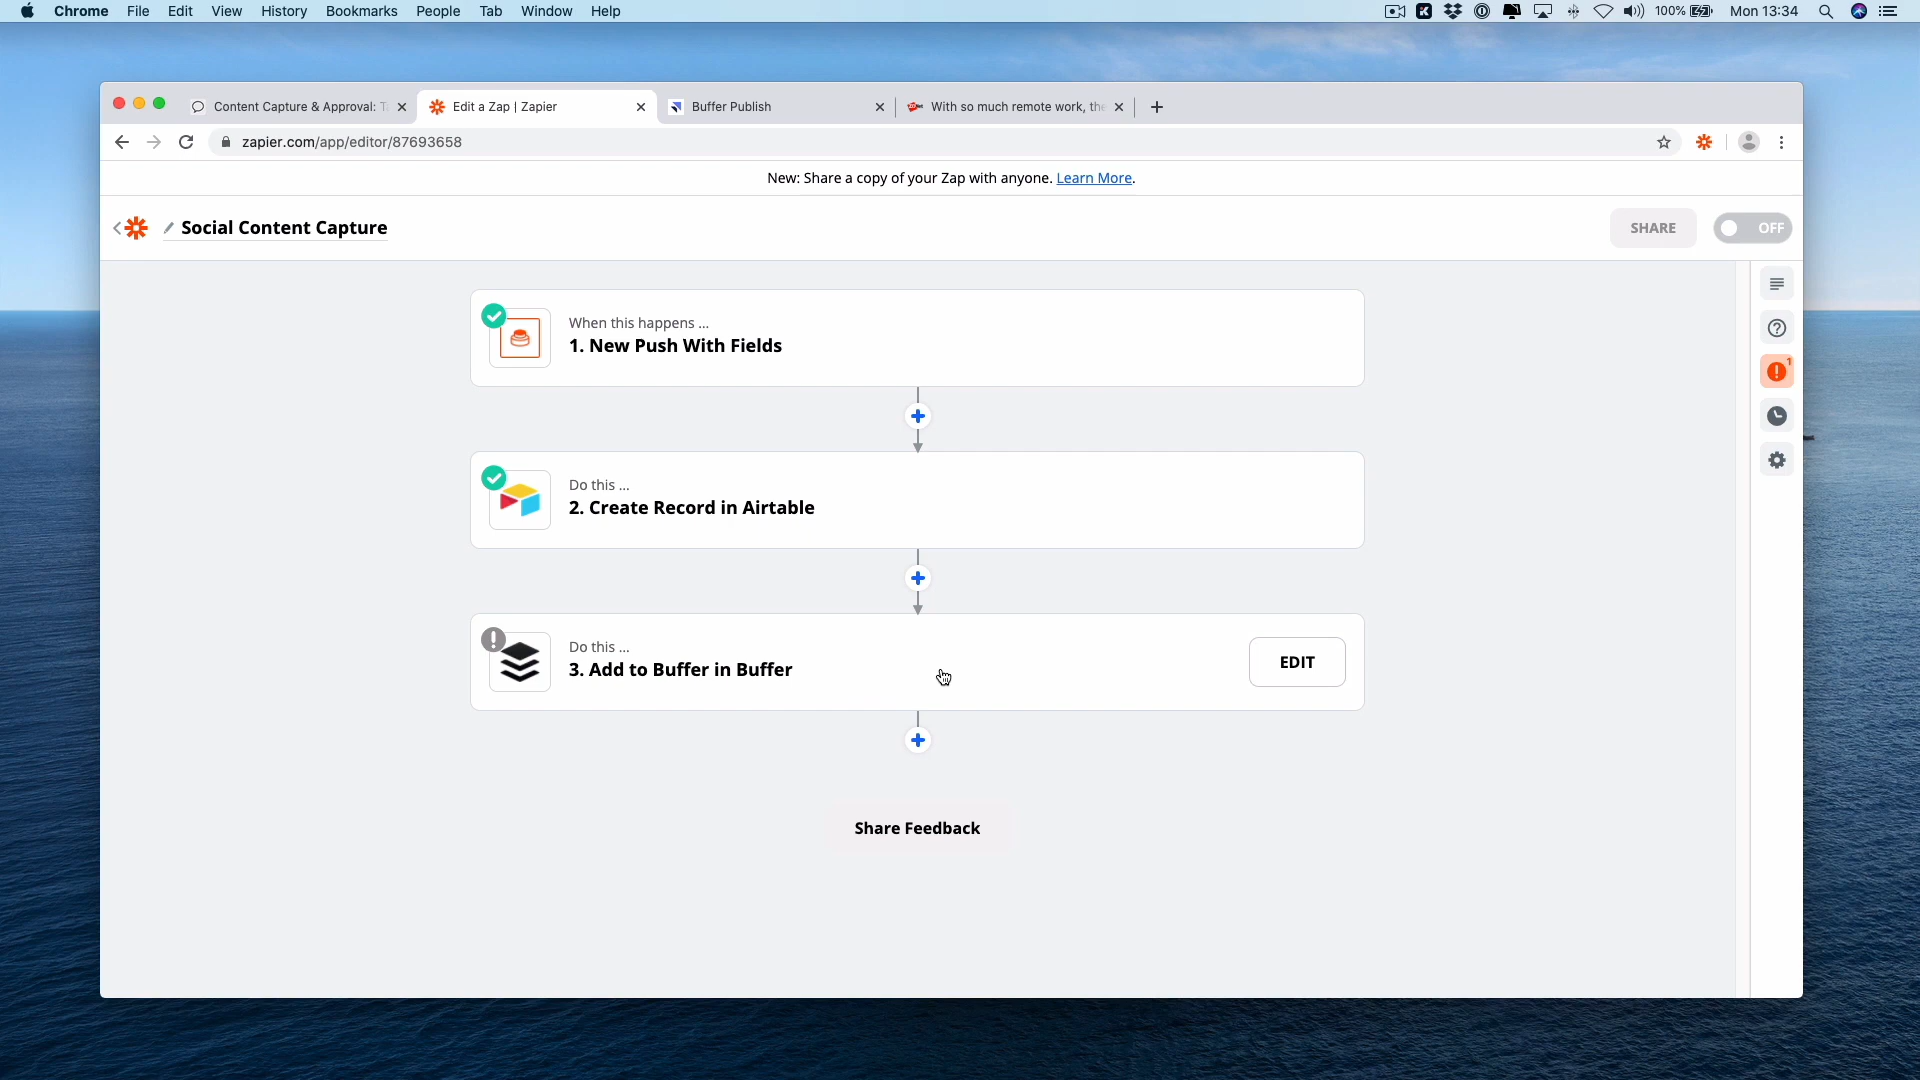 Chrome File Edit View History Bookmarks People Tab Window Help 100% Mon 13:34
Content Capture & Approval: Edit a Zap | Zapier Buffer Publish With so much remote work, the
zapier.com/app/editor/87693658
New: Share a copy of your Zap with anyone. Learn More.
Social Content Capture SHARE OFF
When this happens ...
1. New Push With Fields
1
Do this ...
2. Create Record in Airtable
Do this ...
3. Add to Buffer in Buffer
EDIT
Share Feedback